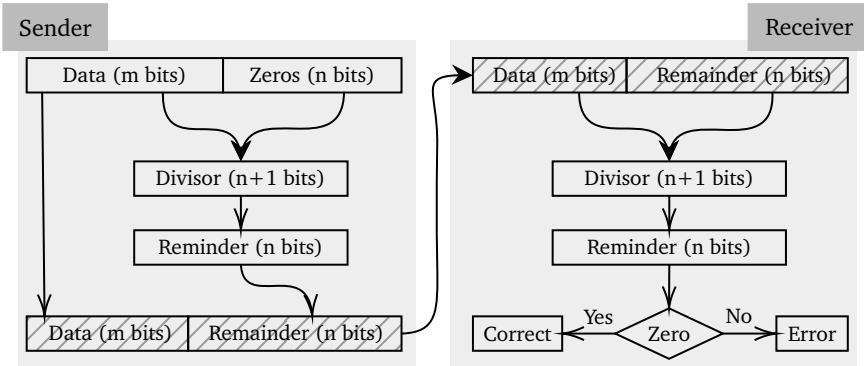 Sender
Data (m bits)
Zeros (n bits)
Divisor (n+1 bits)
Reminder (n bits)
Data (m bits)
Remainder (n bits)
Receiver
Data (m bits)
Remainder (n bits)
Divisor (n+1 bits)
Reminder (n bits)
Correct
Yes
Zero
No
Error